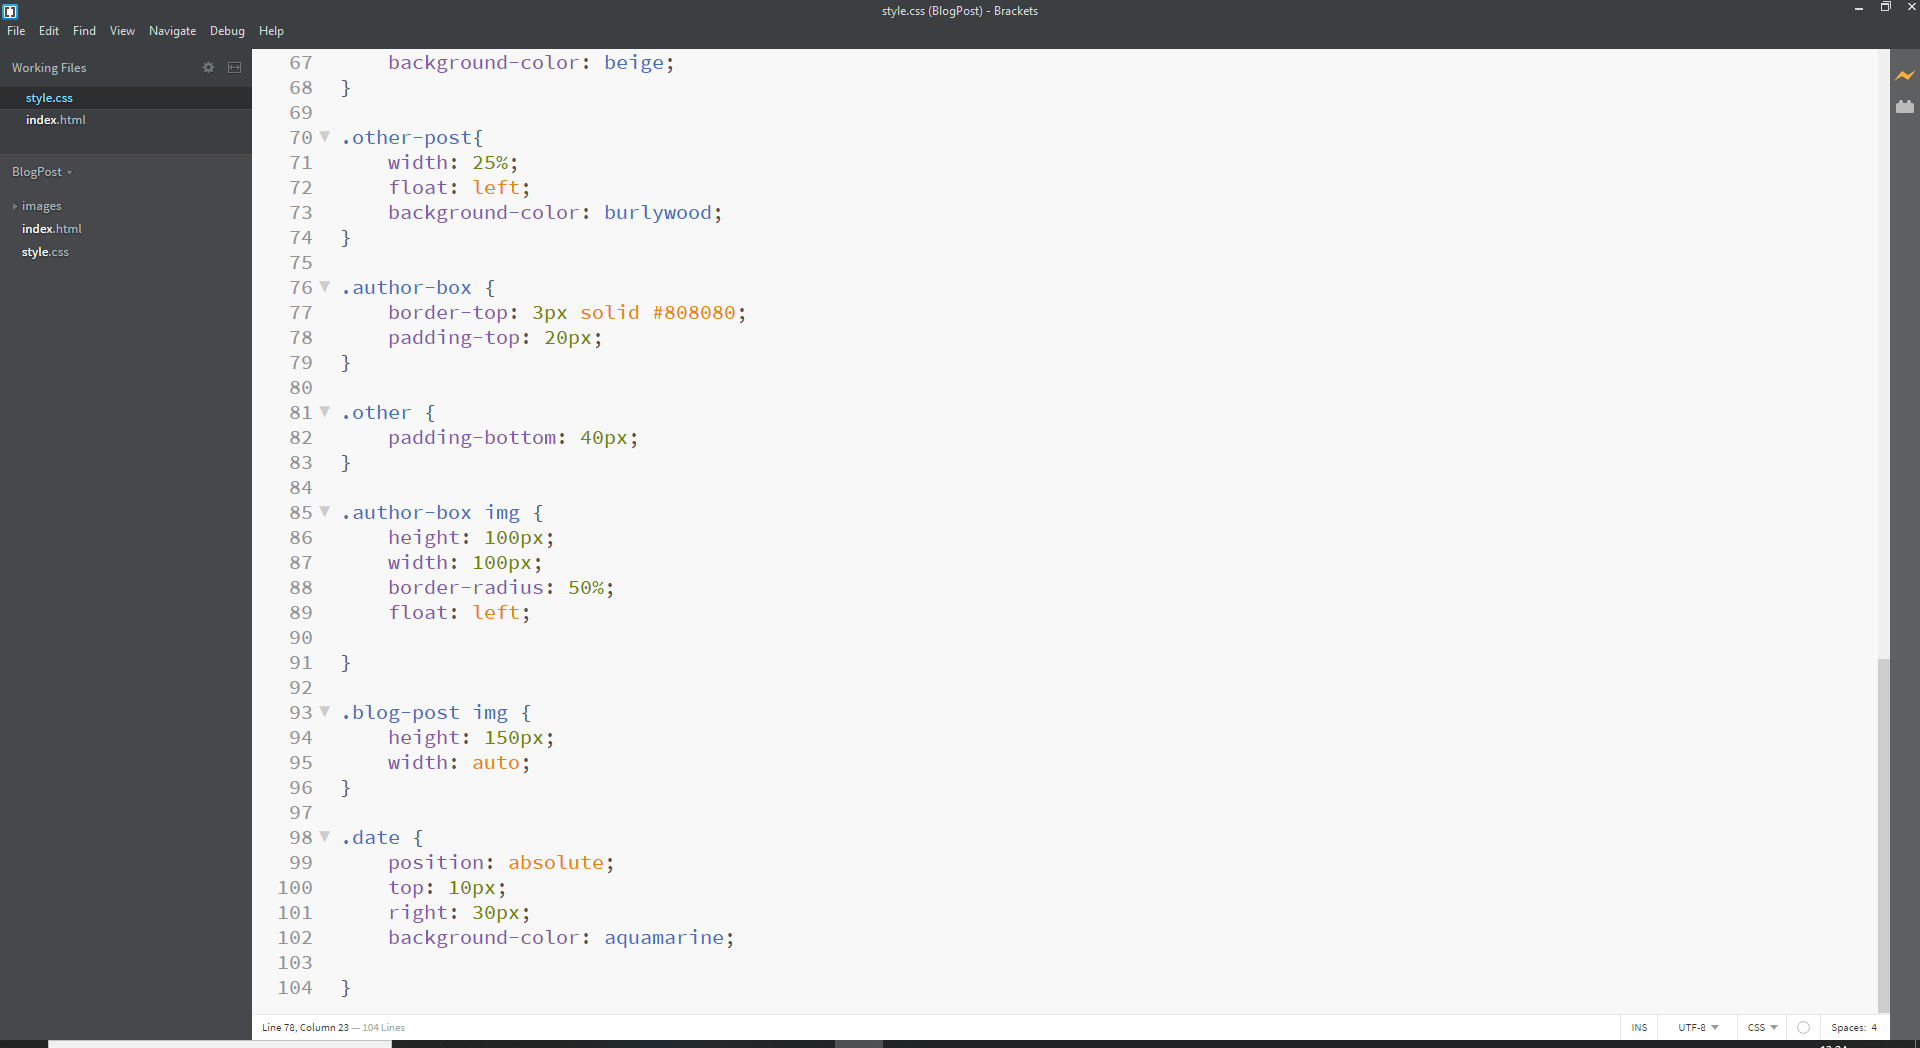 style.css (BlogPost) - Brackets
File Edit Find View Navigate Debug Help
Working Files
style.css
index.html
BlogPost
images
index.html
style.css
67     background-color: beige;
68 }
69
70 .other-post{
71     width: 25%;
72     float: left;
73     background-color: burlywood;
74 }
75
76 .author-box {
77     border-top: 3px solid #808080;
78     padding-top: 20px;
79 }
80
81 .other {
82     padding-bottom: 40px;
83 }
84
85 .author-box img {
86     height: 100px;
87     width: 100px;
88     border-radius: 50%;
89     float: left;
90
91 }
92
93 .blog-post img {
94     height: 150px;
95     width: auto;
96 }
97
98 .date {
99     position: absolute;
100     top: 10px;
101     right: 30px;
102     background-color: aquamarine;
103
104 }
Line 78, Column 23 — 104 Lines
INS UTF-8 CSS Spaces: 4